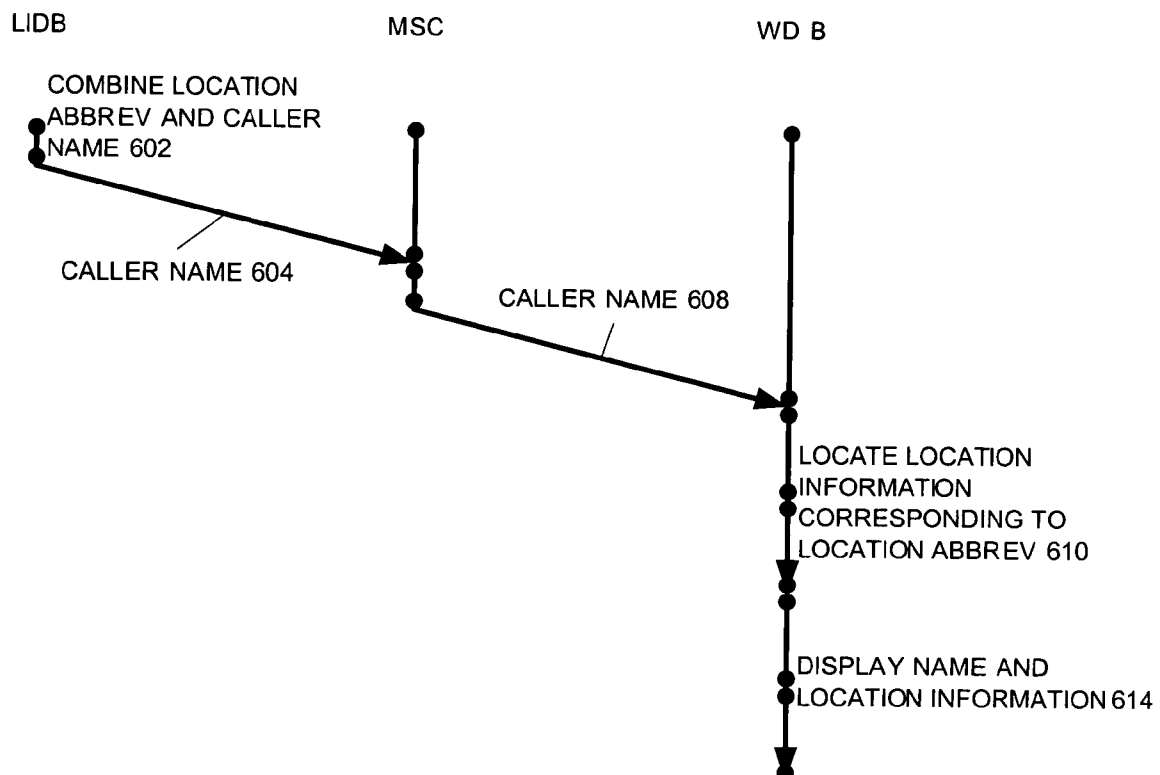 LIDB
MSC
WD B
COMBINE LOCATION
ABBREV AND CALLER
NAME 602
CALLER NAME 604
CALLER NAME 608
LOCATE LOCATION
INFORMATION
CORRESPONDING TO
LOCATION ABBREV 610
DISPLAY NAME AND
LOCATION INFORMATION 614